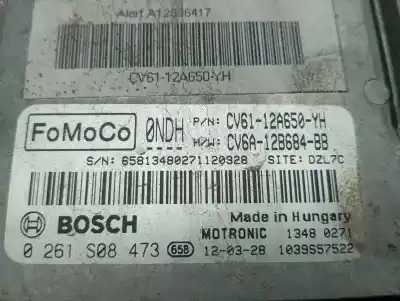 Alert A12536417
CV61-12A650-YH
FoMoCo 0NDH P/N: CV61-12A650-YH
H/W: CV6A-12B684-BB
S/N: 65813480271120928 SITE: DZL7C
BOSCH Made in Hungary
MOTRONIC 1348 0271
0 261 S08 473 658 12-03-28 1039S57522